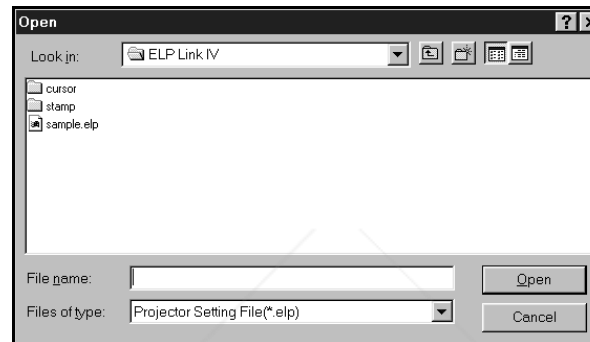 Open
Look in: ELP Link IV
cursor
stamp
sample.elp
File name: Open
Files of type: Projector Setting File(*.elp) Cancel